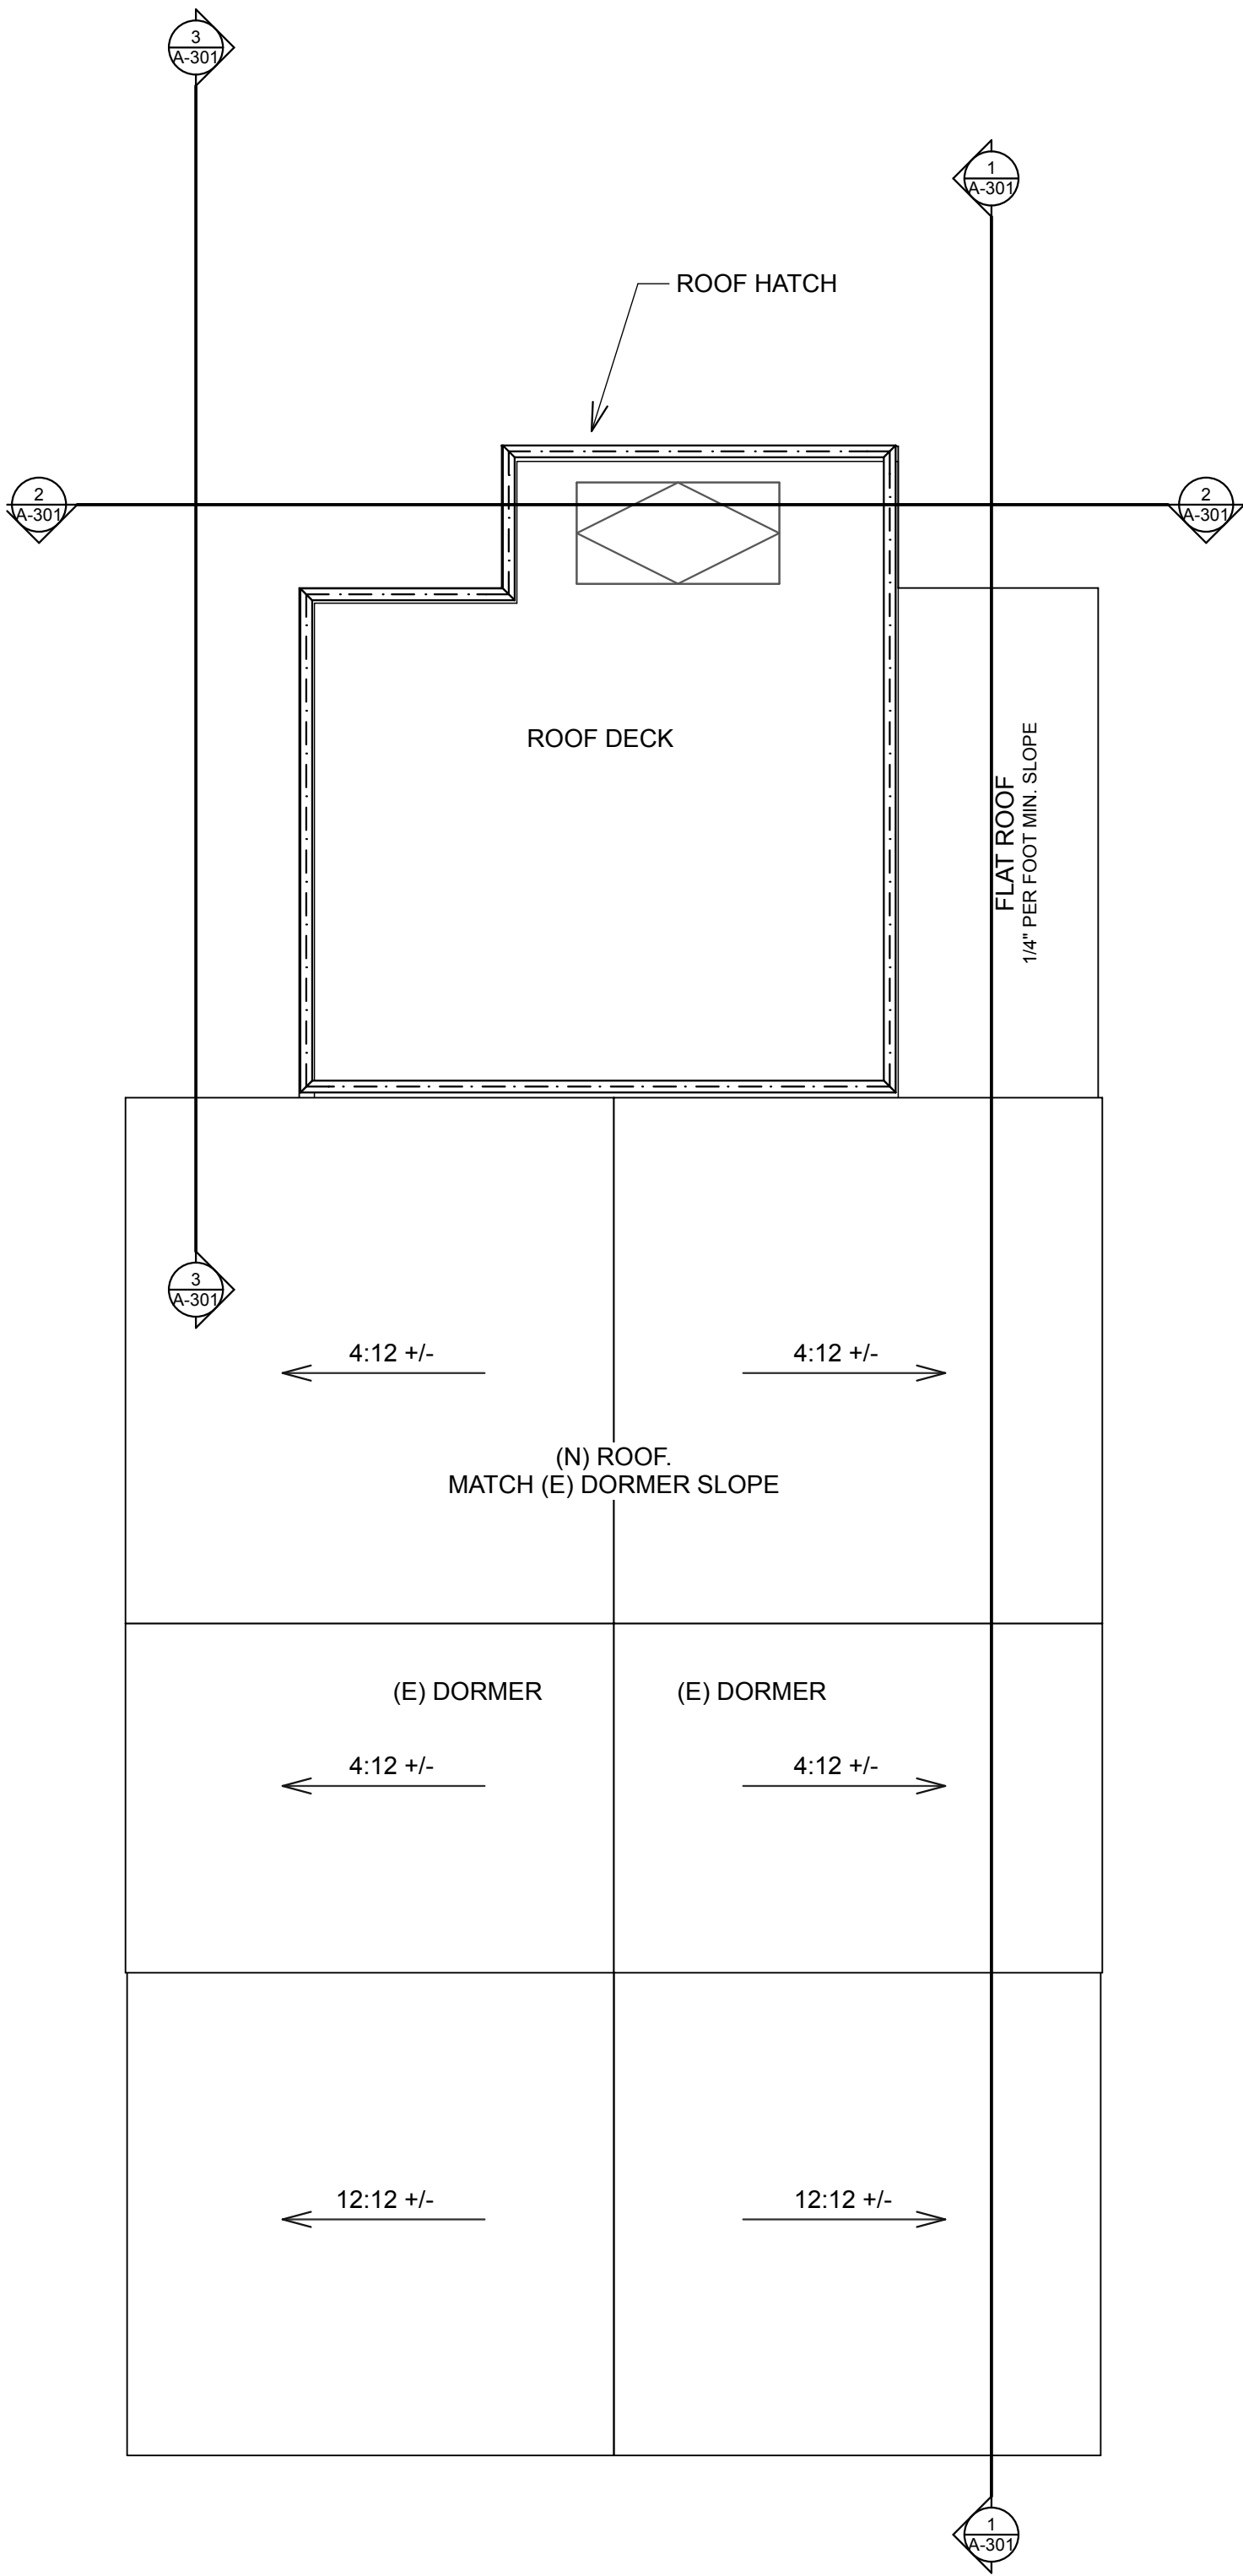 3
A-301
1
A-301
ROOF HATCH
2
A-301
2
A-301
ROOF DECK
FLAT ROOF
1/4" PER FOOT MIN. SLOPE
3
A-301
4:12 +/-
4:12 +/-
(N) ROOF.
MATCH (E) DORMER SLOPE
(E) DORMER
(E) DORMER
4:12 +/-
4:12 +/-
12:12 +/-
12:12 +/-
1
A-301